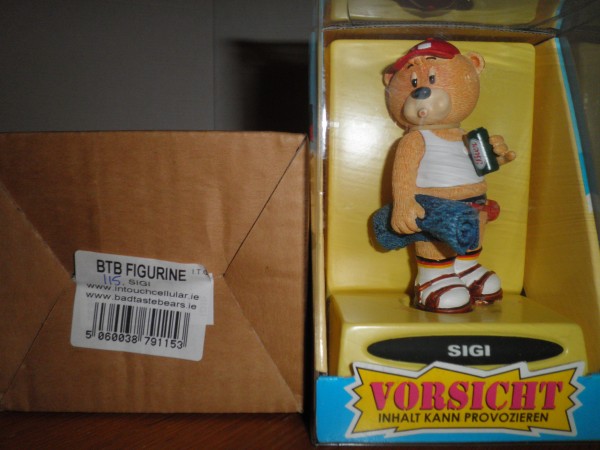 BTB FIGURINE
115. SIGI
www.intouchcellular.ie
www.badtastebears.ie
5 060038 791153
SIGI
VORSICHT
INHALT KANN PROVOZIEREN